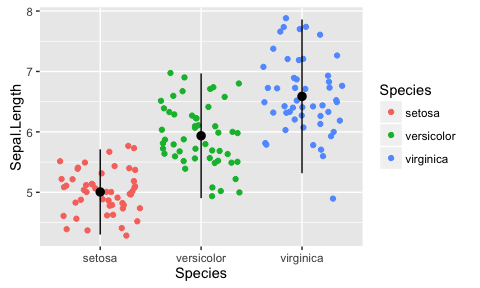 8
7
6
5
Sepal.Length
setosa
versicolor
virginica
Species
Species
setosa
versicolor
virginica